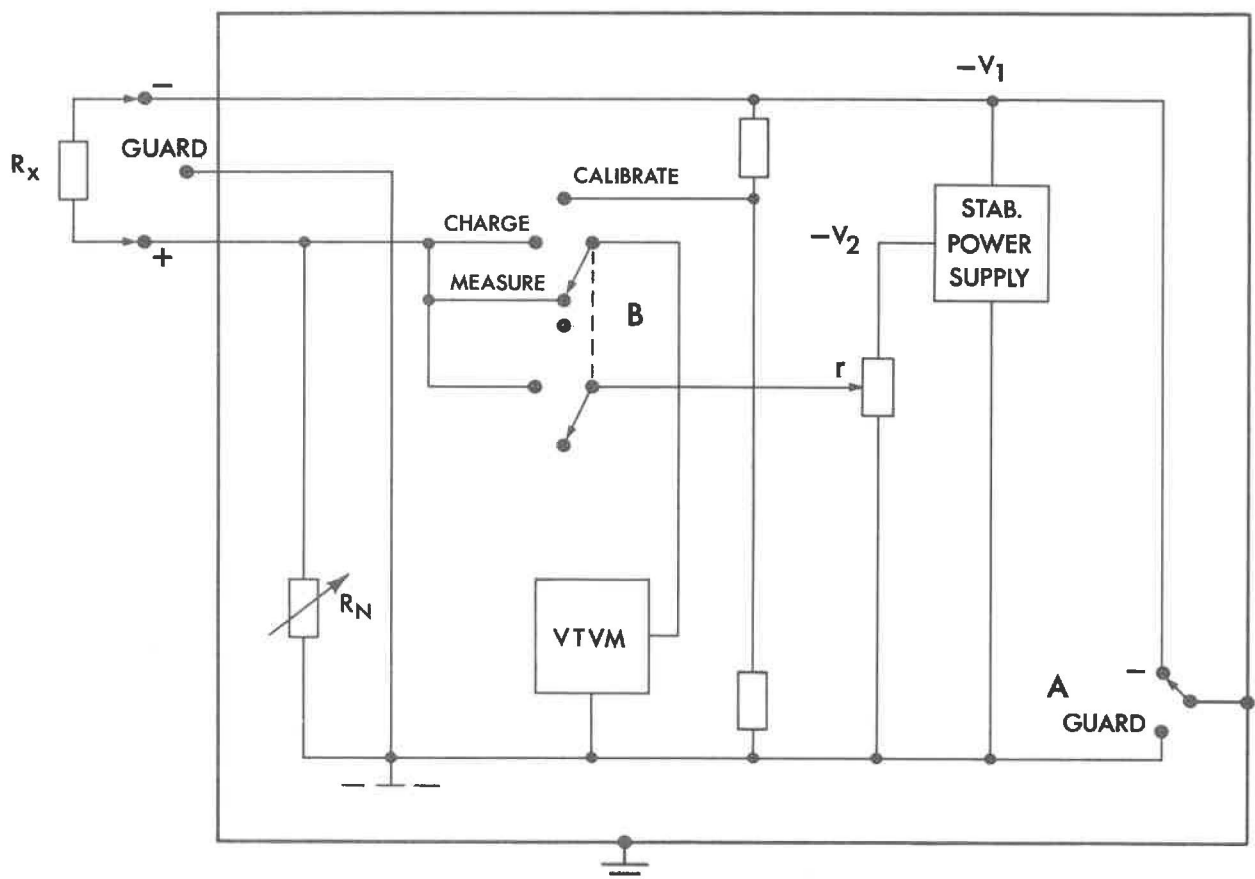 −V1
−
Rx
GUARD
CALIBRATE
CHARGE
+
−V2
STAB.
POWER
SUPPLY
MEASURE
B
r
RN
VTVM
−
A
GUARD